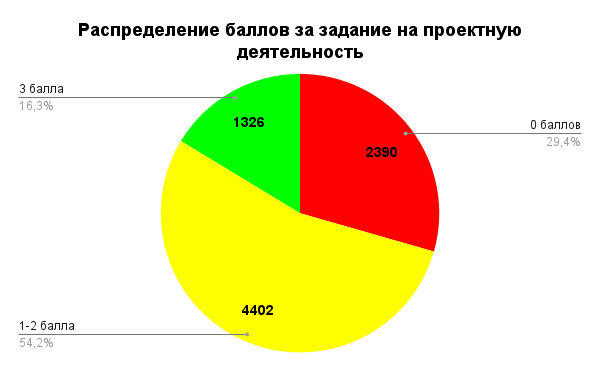 Распределение баллов за задание на проектную
деятельность
3 балла
16,3%
1326
0 баллов
29,4%
2390
4402
1-2 балла
54,2%